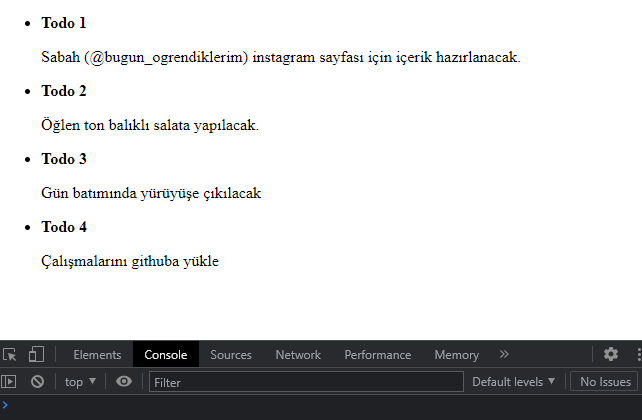 Todo 1
Sabah (@bugun_ogrendiklerim) instagram sayfası için içerik hazırlanacak.
Todo 2
Öğlen ton balıklı salata yapılacak.
Todo 3
Gün batımında yürüyüşe çıkılacak
Todo 4
Çalışmalarını githuba yükle
Elements Console Sources Network Performance Memory »
top ▼ Filter Default levels ▼ No Issues
>